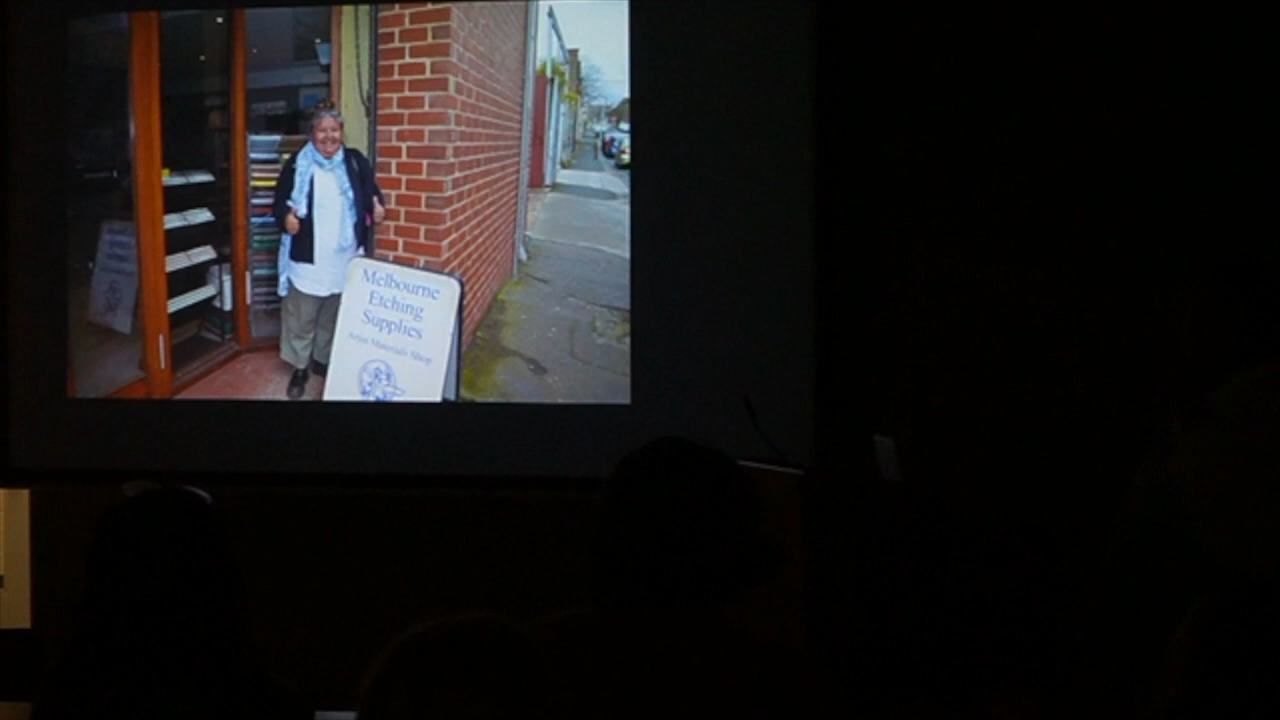 Melbourne
Etching
Supplies
Artist Materials Shop